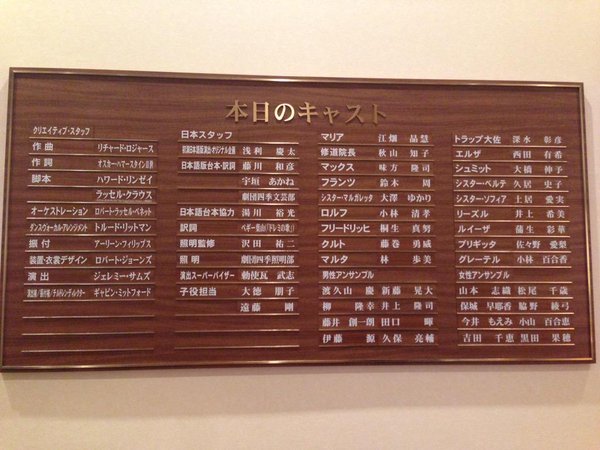 本日のキャスト
クリエイティブ・スタッフ
作曲 リチャード・ロジャース
作詞 オスカー・ハマースタインⅡ世
脚本 ハワード・リンゼイ
ラッセル・クラウス
オーケストレーション ロバート・ラッセル・ベネット
ダンスウォーカル・アレンジメント トルード・リットマン
振付 アーリーン・フィリップス
装置・衣裳デザイン ロバート・ジョーンズ
演出 ジェレミー・サムズ
ギャビン・ミットフォード
日本スタッフ
浅利 慶太
日本語版台本・訳詞 藤川 和彦
宇垣 あかね
劇団四季文芸部
日本語台本協力 湯川 裕光
訳詞 ペギー葉山(「ドレミの歌」)
照明監修 沢田 祐二
照明 劇団四季照明部
演出スーパーバイザー 勅使瓦 武志
子役担当 大徳 朋子
遠藤 剛
マリア 江畑 晶慧
修道院長 秋山 知子
マックス 味方 隆司
フランツ 鈴木 周
シスター・マルガレッタ 大澤 ゆかり
ロルフ 小林 清孝
フリードリッヒ 桐生 真努
クルト 藤巻 勇威
マルタ 林 歩美
男性アンサンブル
渡久山 慶 新藤 晃大
柳 隆幸 井上 隆司
藤井 創一朗 田口 暉
伊藤 源 久保 亮輔
トラップ大佐 深水 彰彦
エルザ 西田 有希
シュミット 大橋 伸予
シスター・ベルテ 久居 史子
シスター・ソフィア 土居 愛実
リーズル 井上 希美
ルイーザ 蒲生 彩華
ブリギッタ 佐々野 愛梨
グレーテル 小林 百合香
女性アンサンブル
山本 志織 松尾 千歳
保城 早耶香 脇野 綾弓
今井 もえみ 小山 百合恵
吉田 千恵 黒田 果穂